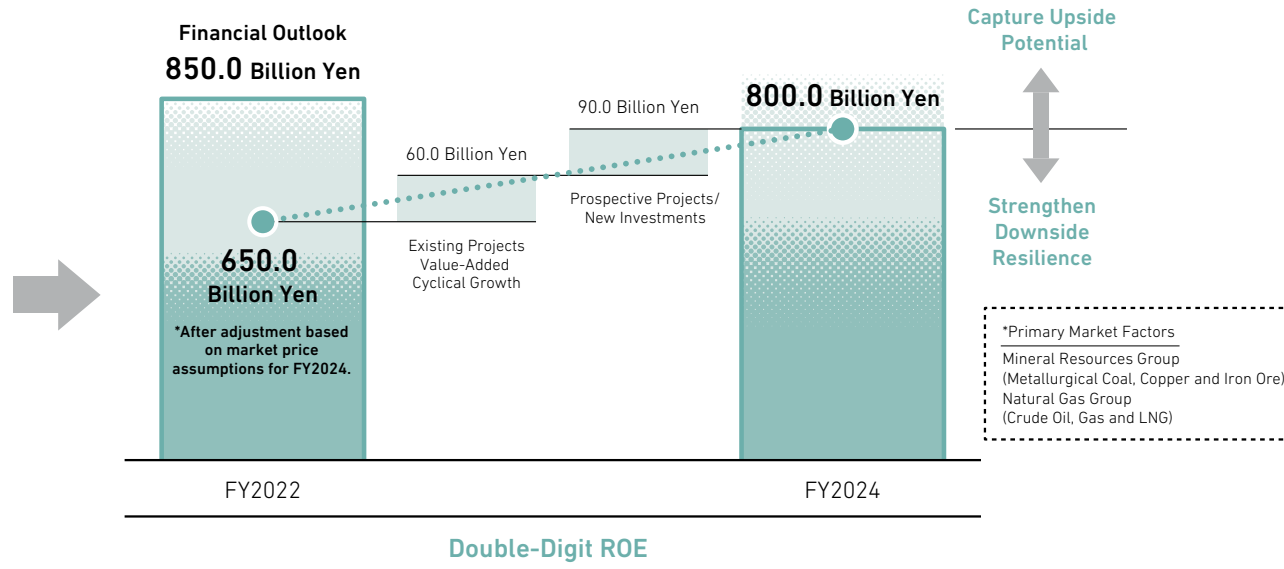 Financial Outlook
850.0 Billion Yen
650.0
Billion Yen
*After adjustment based
on market price
assumptions for FY2024.
60.0 Billion Yen
Existing Projects
Value-Added
Cyclical Growth
90.0 Billion Yen
Prospective Projects/
New Investments
800.0 Billion Yen
Capture Upside
Potential
Strengthen
Downside
Resilience
*Primary Market Factors
Mineral Resources Group
(Metallurgical Coal, Copper and Iron Ore)
Natural Gas Group
(Crude Oil, Gas and LNG)
FY2022
FY2024
Double-Digit ROE